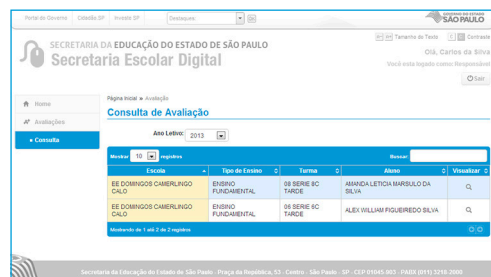 Portal do Governo Cidadão SP Investe SP Destaques
GOVERNO DO ESTADO
SÃO PAULO
Tamanho do Texto Contraste
SECRETARIA DA EDUCAÇÃO DO ESTADO DE SÃO PAULO
Secretaria Escolar Digital
Olá, Carlos da Silva
Você está logado como Responsável
Sair
Home
Avaliações
» Consulta
Página Inicial » Avaliação
Consulta de Avaliação
Ano Letivo: 2013
Mostrar 10 registros Buscar:
Escola Tipo de Ensino Turma Aluno Visualizar
EE DOMINGOS CAMERLINGO CALO ENSINO FUNDAMENTAL 08 SERIE 8C TARDE AMANDA LETICIA MARSULO DA SILVA
EE DOMINGOS CAMERLINGO CALO ENSINO FUNDAMENTAL 06 SERIE 6C TARDE ALEX WILLIAM FIGUEIREDO SILVA
Mostrando de 1 até 2 de 2 registros
Secretaria da Educação do Estado de São Paulo - Praça da República, 53 - Centro - São Paulo - SP - CEP 01045-903 - PABX (011) 3218-2000